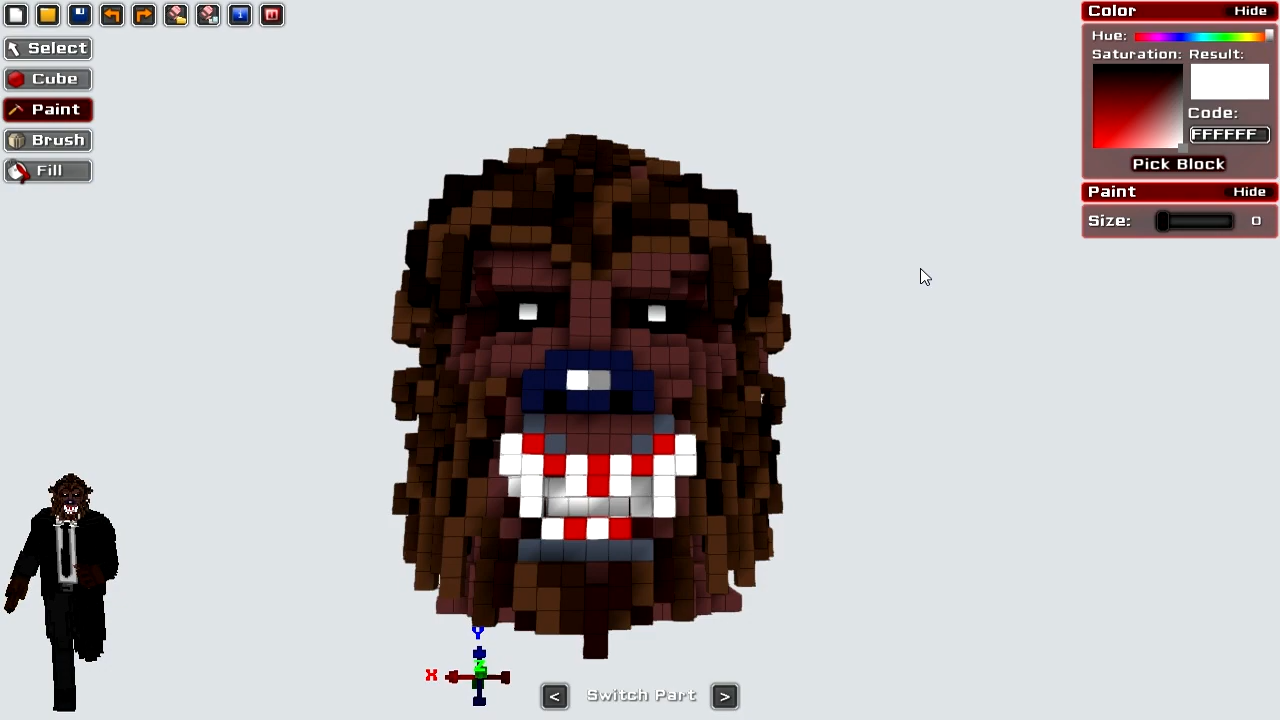 Select
Cube
Paint
Brush
Fill
Color Hide
Hue:
Saturation: Result:
Code:
FFFFFF
Pick Block
Paint Hide
Size: 0
Y
Z
X
< Switch Part >